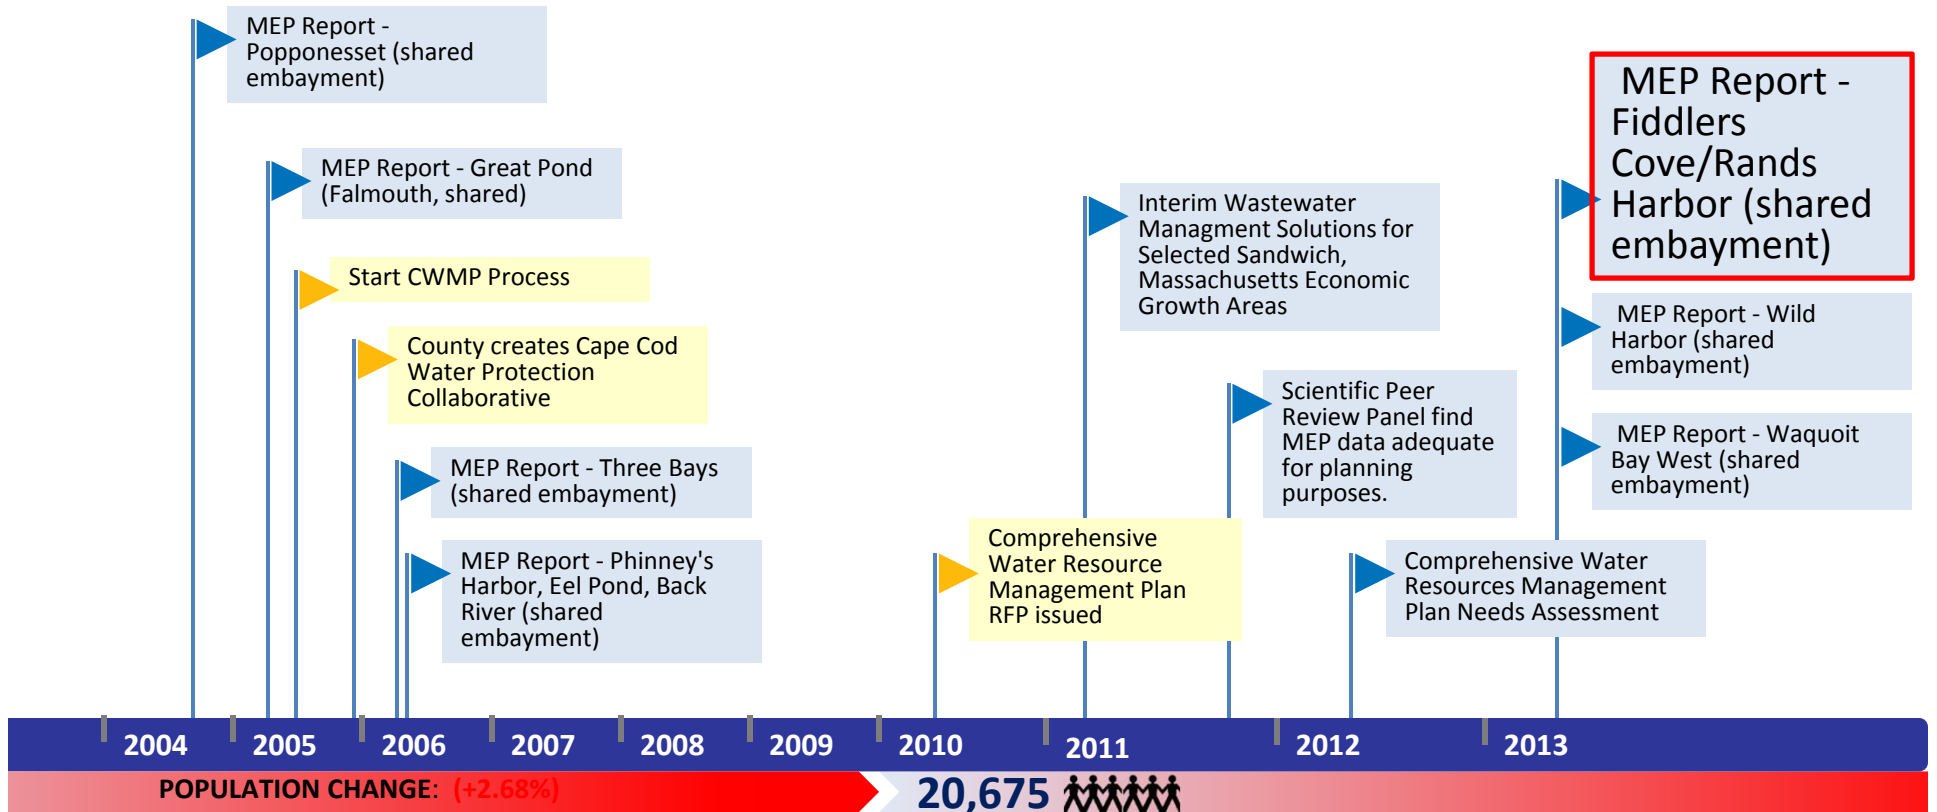 MEP Report -
Popponesset (shared
embayment)
MEP Report - Great Pond
(Falmouth, shared)
Start CWMP Process
County creates Cape Cod
Water Protection
Collaborative
MEP Report - Three Bays
(shared embayment)
MEP Report - Phinney's
Harbor, Eel Pond, Back
River (shared
embayment)
Comprehensive
Water Resource
Management Plan
RFP issued
Interim Wastewater
Managment Solutions for
Selected Sandwich,
Massachusetts Economic
Growth Areas
Scientific Peer
Review Panel find
MEP data adequate
for planning
purposes.
Comprehensive Water
Resources Management
Plan Needs Assessment
MEP Report -
Fiddlers
Cove/Rands
Harbor (shared
embayment)
MEP Report - Wild
Harbor (shared
embayment)
MEP Report - Waquoit
Bay West (shared
embayment)
2004 2005 2006 2007 2008 2009 2010 2011 2012 2013
POPULATION CHANGE: (+2.68%) 20,675